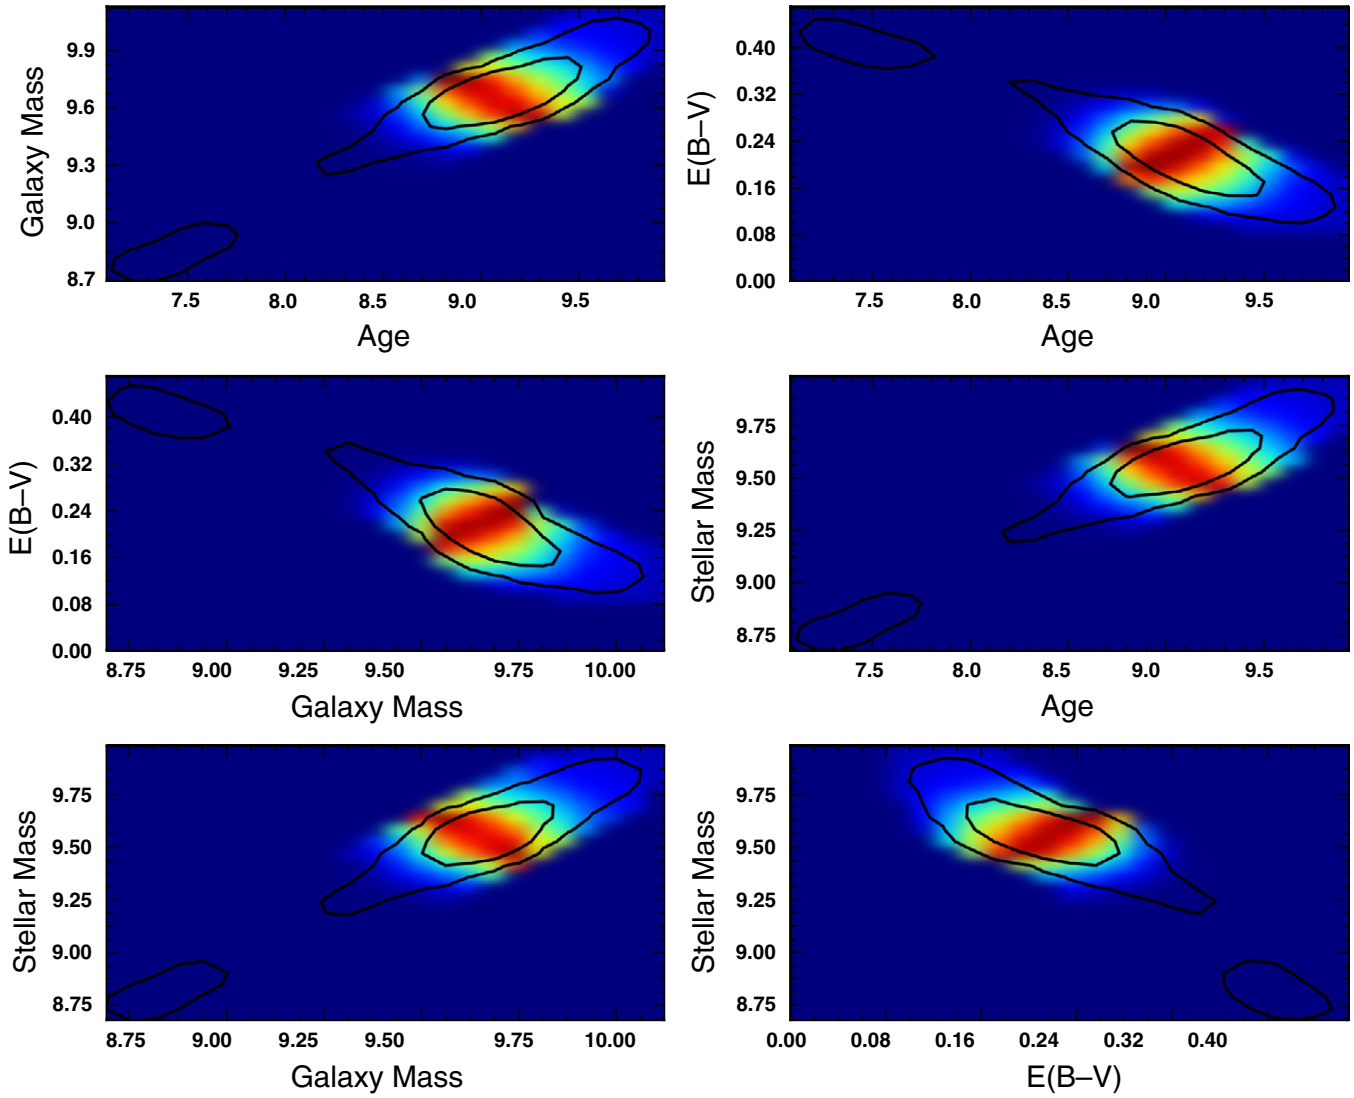 9.9
9.6
9.3
9.0
8.7
Galaxy Mass
7.5 8.0 8.5 9.0 9.5
Age
0.40
0.32
0.24
0.16
0.08
0.00
E(B–V)
7.5 8.0 8.5 9.0 9.5
Age
0.40
0.32
0.24
0.16
0.08
0.00
E(B–V)
8.75 9.00 9.25 9.50 9.75 10.00
Galaxy Mass
9.75
9.50
9.25
9.00
8.75
Stellar Mass
7.5 8.0 8.5 9.0 9.5
Age
9.75
9.50
9.25
9.00
8.75
Stellar Mass
8.75 9.00 9.25 9.50 9.75 10.00
Galaxy Mass
9.75
9.50
9.25
9.00
8.75
Stellar Mass
0.00 0.08 0.16 0.24 0.32 0.40
E(B–V)